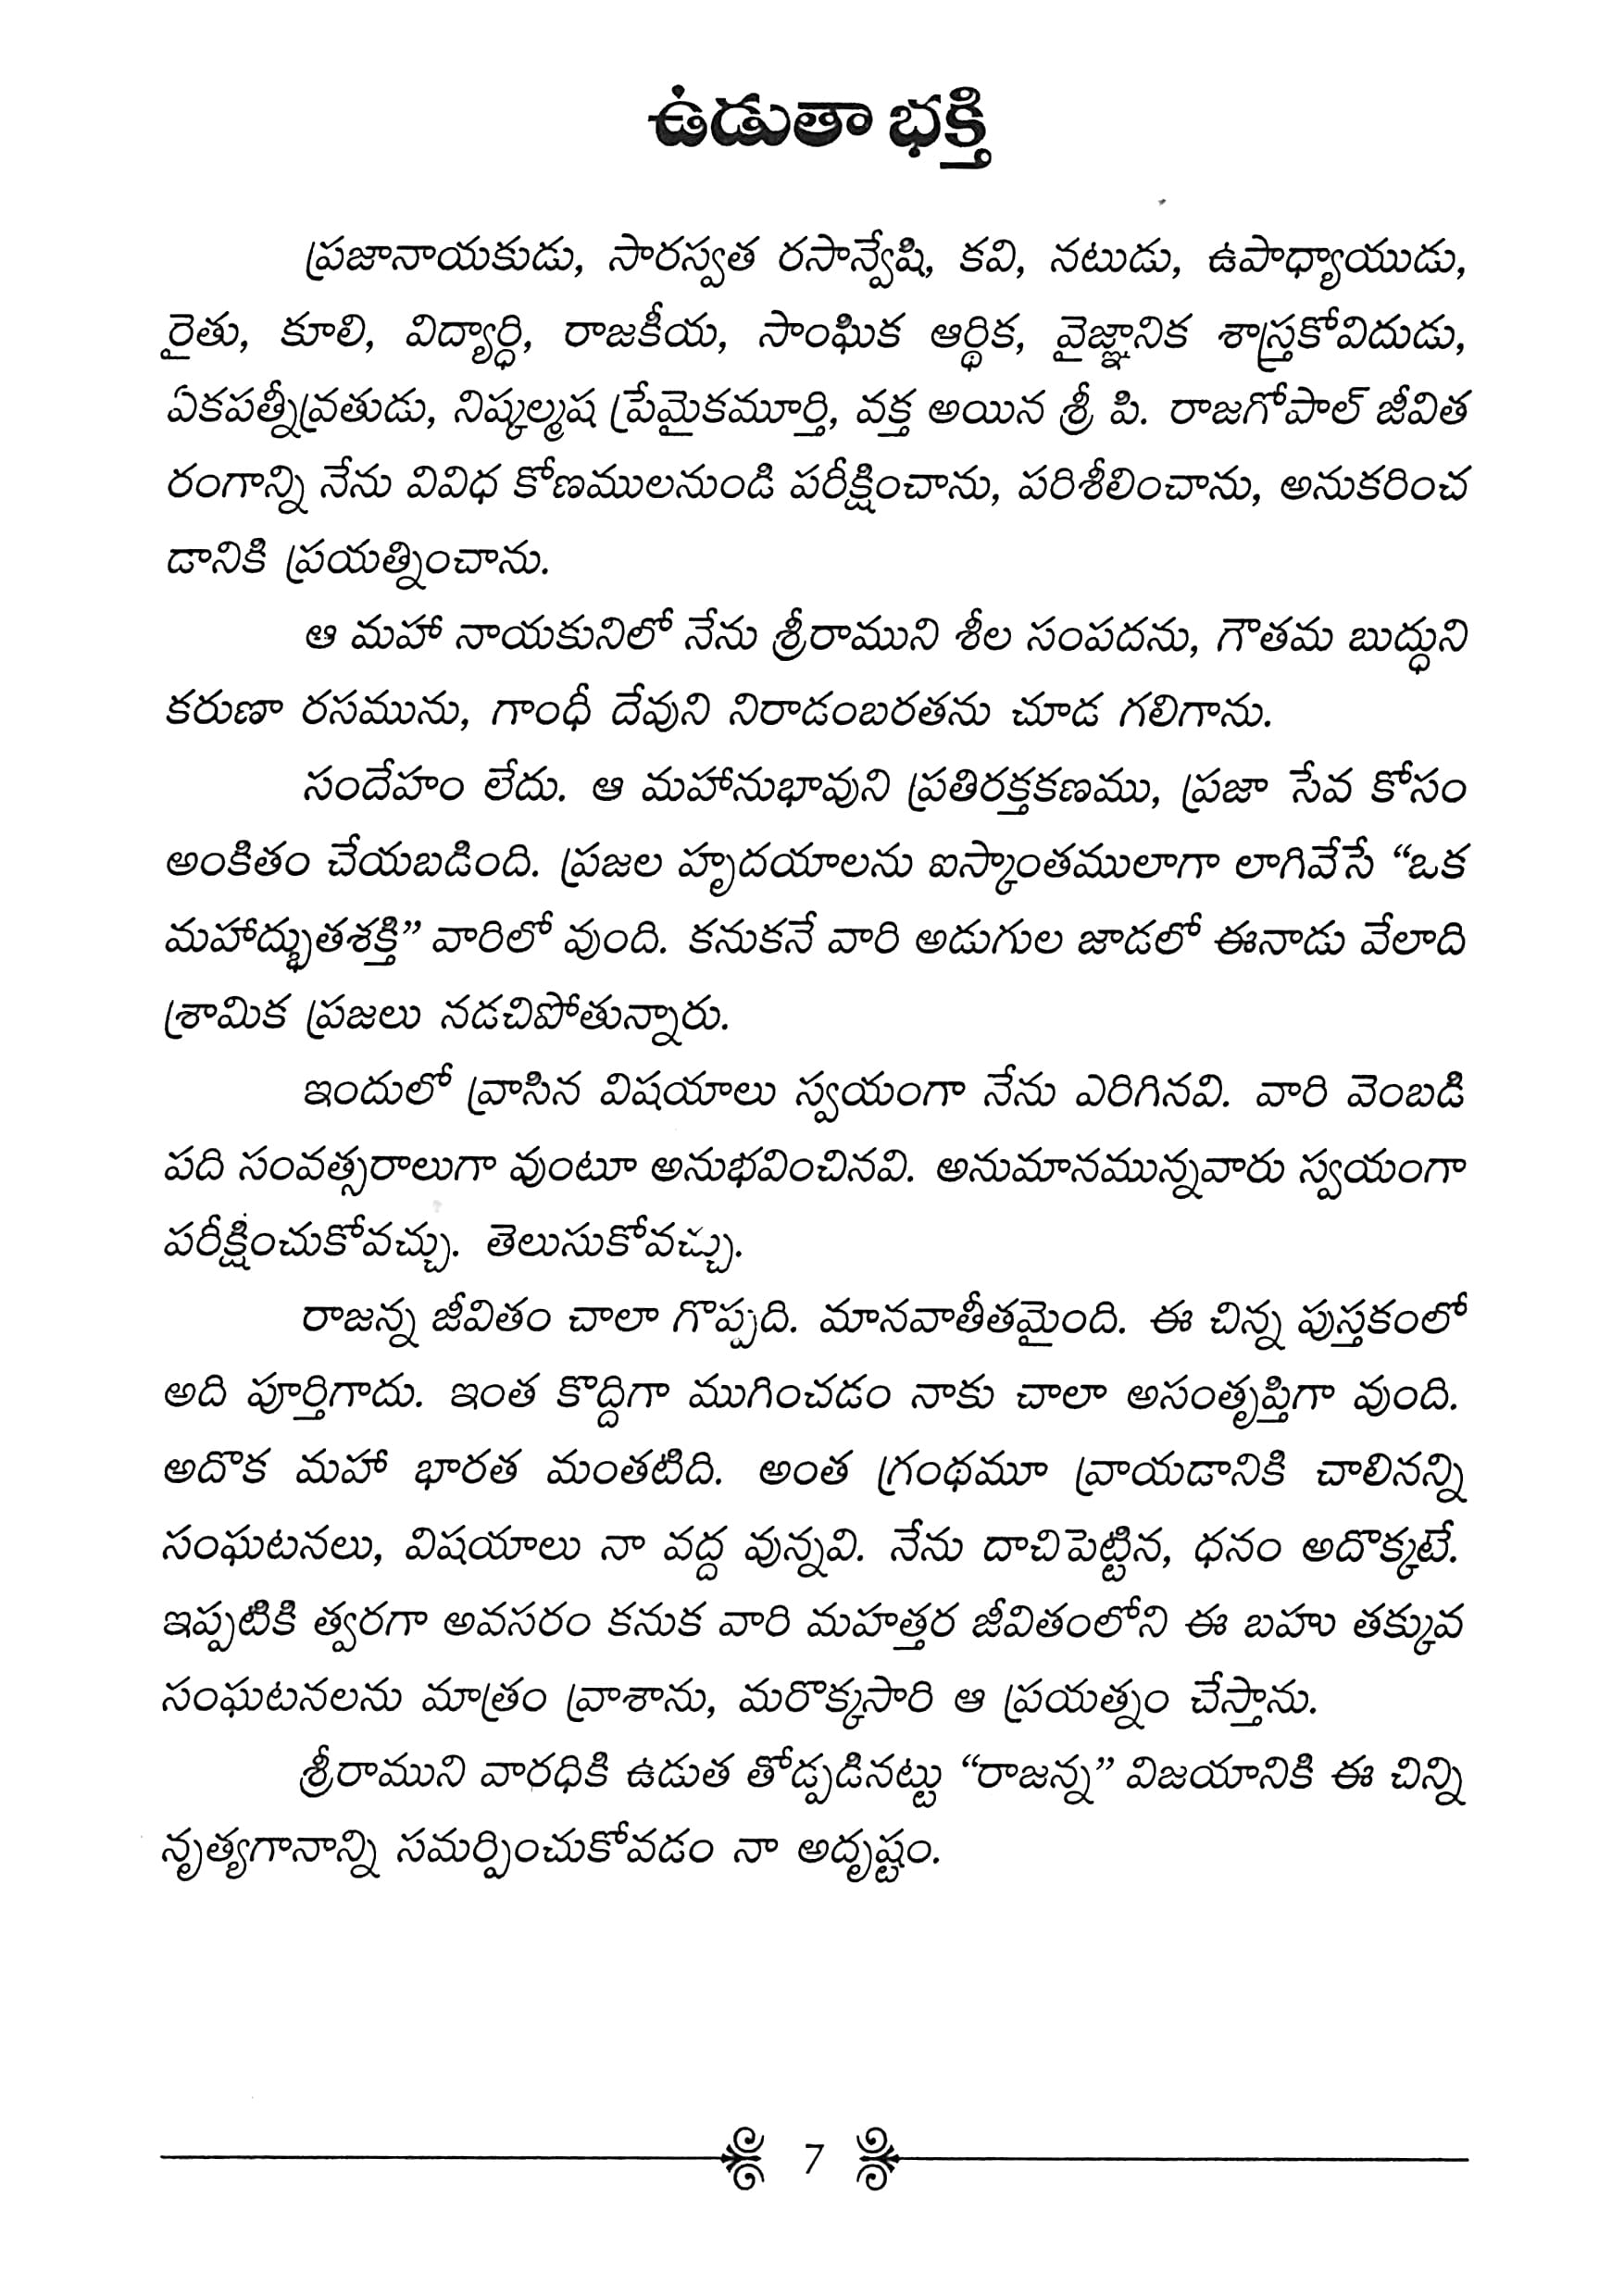 ఉడుతా భక్తి
ప్రజానాయకుడు, సారస్వత రసాన్వేషి, కవి, నటుడు, ఉపాధ్యాయుడు,
రైతు, కూలి, విద్యార్థి, రాజకీయ, సాంఘిక ఆర్థిక, వైజ్ఞానిక శాస్త్రకోవిదుడు,
ఏకపత్నీవ్రతుడు, నిష్కల్మష ప్రేమైకమూర్తి, వక్త అయిన శ్రీ పి. రాజగోపాల్ జీవిత
రంగాన్ని నేను వివిధ కోణములనుండి పరీక్షించాను, పరిశీలించాను, అనుకరించ
డానికి ప్రయత్నించాను.
ఆ మహా నాయకునిలో నేను శ్రీరాముని శీల సంపదను, గౌతమ బుద్ధుని
కరుణా రసమును, గాంధీ దేవుని నిరాడంబరతను చూడ గలిగాను.
సందేహం లేదు. ఆ మహానుభావుని ప్రతిరక్తకణము, ప్రజా సేవ కోసం
అంకితం చేయబడింది. ప్రజల హృదయాలను ఐస్కాంతములాగా లాగివేసే “ఒక
మహాద్భుతశక్తి” వారిలో వుంది. కనుకనే వారి అడుగుల జాడలో ఈనాడు వేలాది
శ్రామిక ప్రజలు నడచిపోతున్నారు.
ఇందులో వ్రాసిన విషయాలు స్వయంగా నేను ఎరిగినవి. వారి వెంబడి
పది సంవత్సరాలుగా వుంటూ అనుభవించినవి. అనుమానమున్నవారు స్వయంగా
పరీక్షించుకోవచ్చు. తెలుసుకోవచ్చు.
రాజన్న జీవితం చాలా గొప్పది. మానవాతీతమైంది. ఈ చిన్న పుస్తకంలో
అది పూర్తిగాదు. ఇంత కొద్దిగా ముగించడం నాకు చాలా అసంతృప్తిగా వుంది.
అదొక మహా భారత మంతటిది. అంత గ్రంథమూ వ్రాయడానికి చాలినన్ని
సంఘటనలు, విషయాలు నా వద్ద వున్నవి. నేను దాచిపెట్టిన, ధనం అదొక్కటే.
ఇప్పటికి త్వరగా అవసరం కనుక వారి మహత్తర జీవితంలోని ఈ బహు తక్కువ
సంఘటనలను మాత్రం వ్రాశాను, మరొక్కసారి ఆ ప్రయత్నం చేస్తాను.
శ్రీరాముని వారధికి ఉడుత తోడ్పడినట్టు “రాజన్న” విజయానికి ఈ చిన్ని
నృత్యగానాన్ని సమర్పించుకోవడం నా అదృష్టం.
7